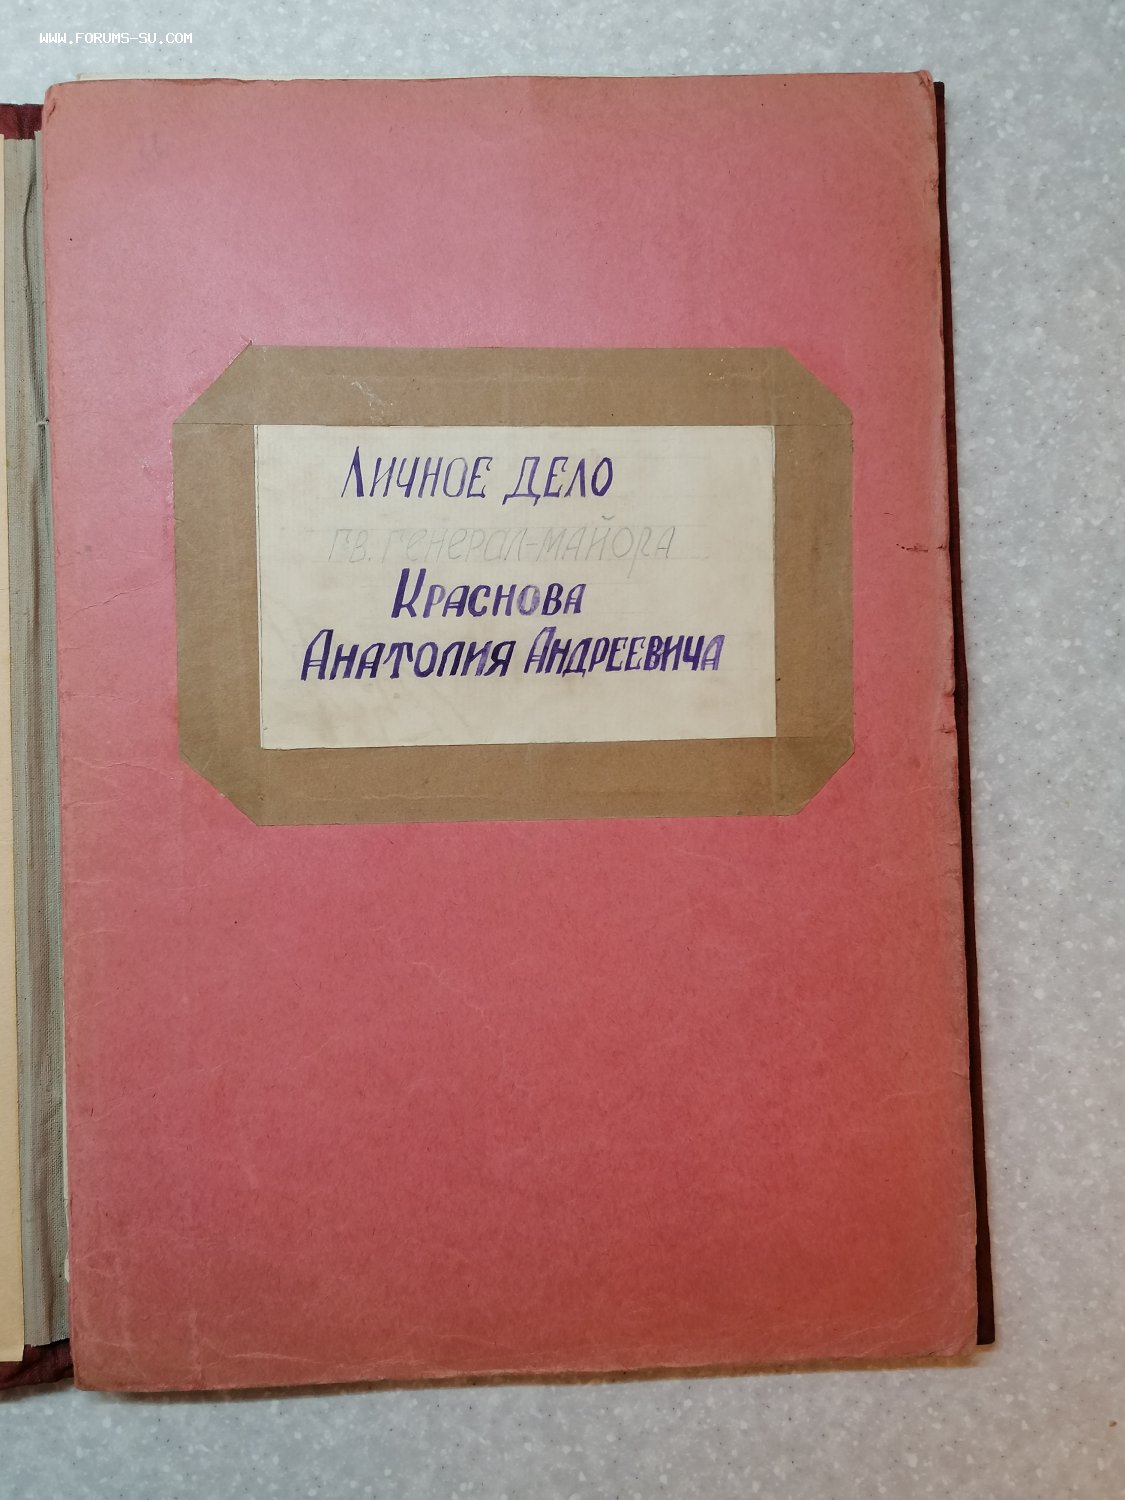 WWW.FORUMS-SU.COM
ЛИЧНОЕ ДЕЛО
ГВ. ГЕНЕРАЛ-МАЙОРА
КРАСНОВА
АНАТОЛИЯ АНДРЕЕВИЧА